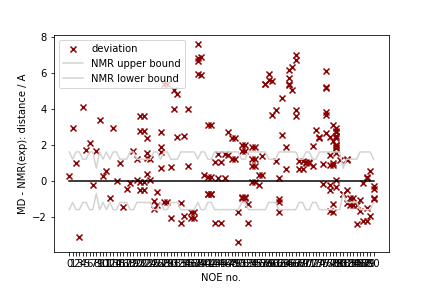 deviation
NMR upper bound
NMR lower bound
MD - NMR(exp): distance / A
8
6
4
2
0
−2
NOE no.